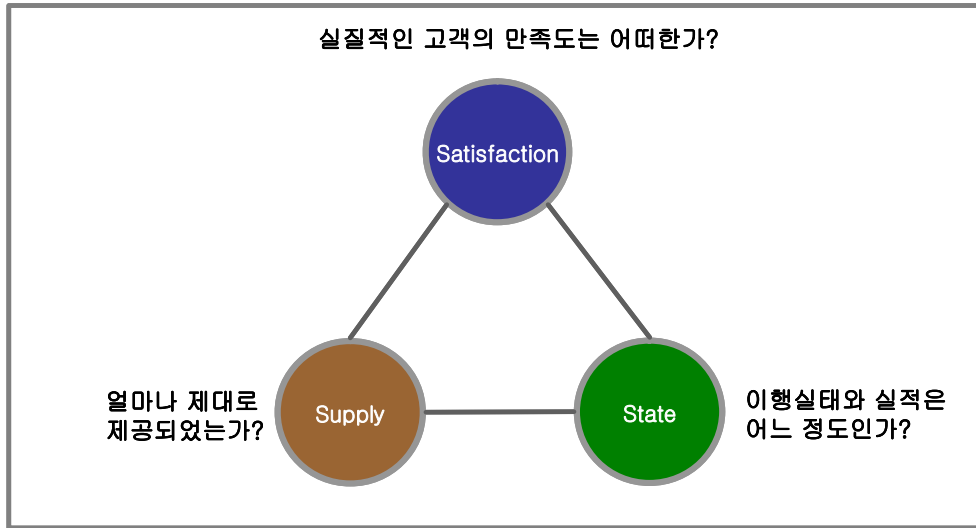 실질적인 고객의 만족도는 어떠한가?
Satisfaction
얼마나 제대로
제공되었는가?
Supply
State
이행실태와 실적은
어느 정도인가?